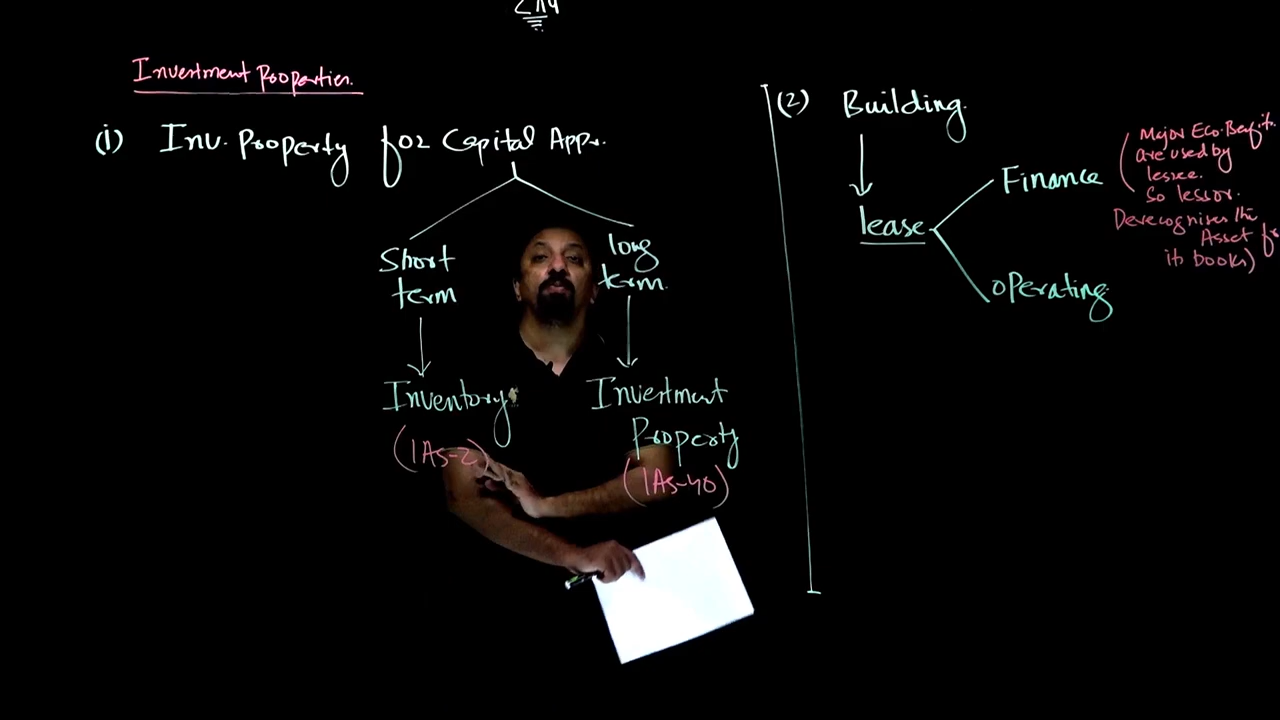 Investment Properties.
(i) Inv. Property for Capital Appr.
Short term
long term.
Inventory
(IAS-2)
Investment
Property
(IAS-40)
(2) Building.
lease
Finance
operating.
(Major Eco. Benefits
are used by
lessee.
So lessor.
Derecognises the
Asset
its books)